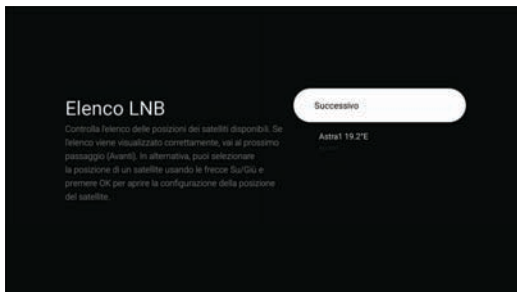 Elenco LNB
Controlla l'elenco delle posizioni dei satelliti disponibili. Se
l'elenco viene visualizzato correttamente, vai al prossimo
passaggio (Avanti). In alternativa, puoi selezionare
la posizione di un satellite usando le frecce Su/Giù e
premere OK per aprire la configurazione della posizione
del satellite.
Successivo
Astra1 19.2°E